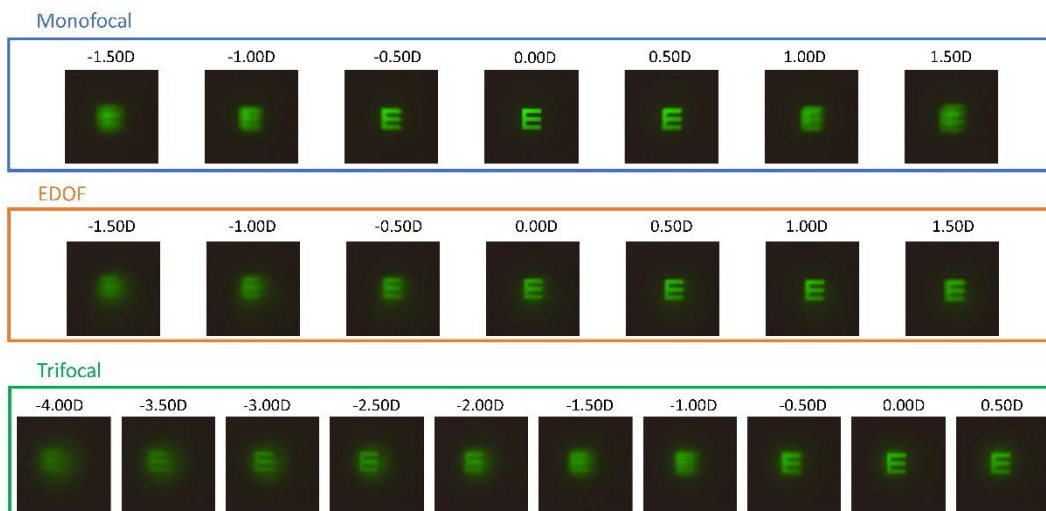 Monofocal
-1.50D -1.00D -0.50D 0.00D 0.50D 1.00D 1.50D
E E E E E E E
EDOF
-1.50D -1.00D -0.50D 0.00D 0.50D 1.00D 1.50D
E E E E E E E
Trifocal
-4.00D -3.50D -3.00D -2.50D -2.00D -1.50D -1.00D -0.50D 0.00D 0.50D
E E E E E E E E